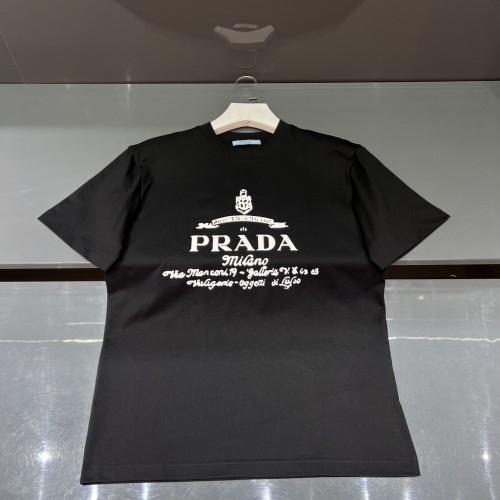 PRADA
Milano
Via Manzoni, 19 - Galleria V. E.
Valigerie - Oggetti di Lusso